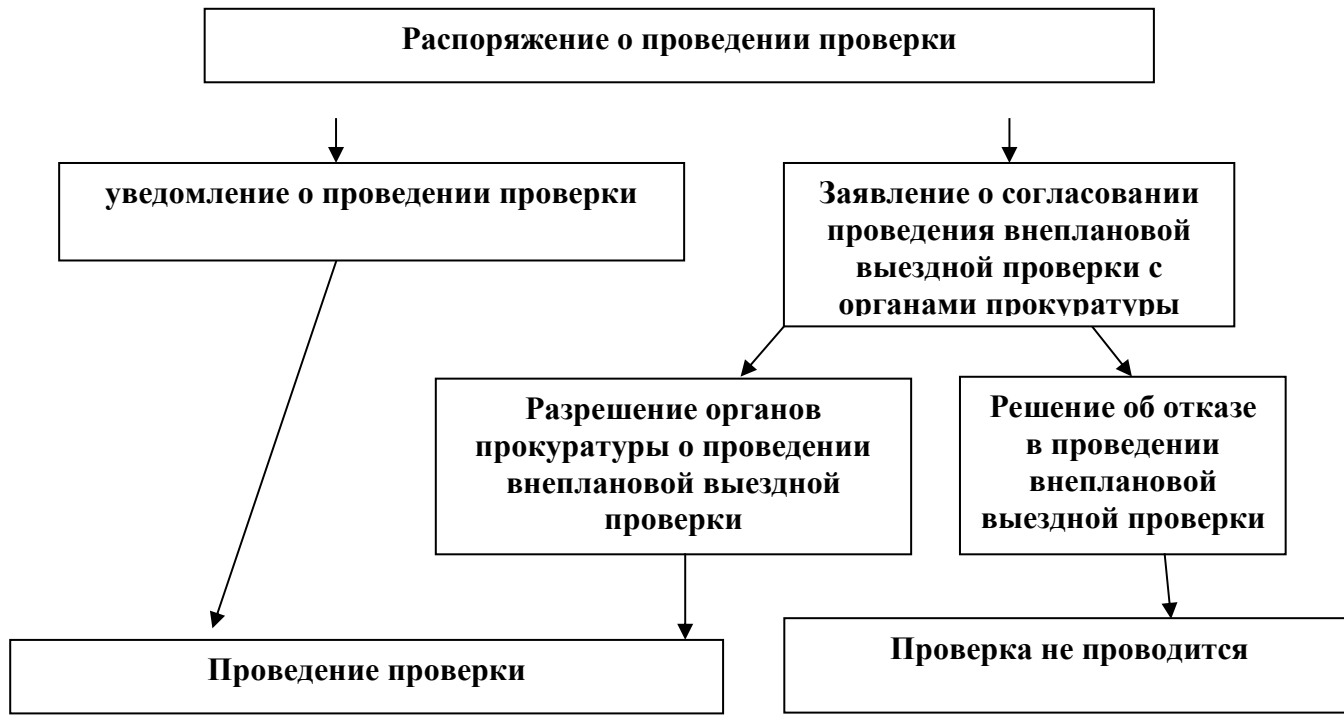 Распоряжение о проведении проверки
уведомление о проведении проверки
Заявление о согласовании
проведения внеплановой
выездной проверки с
органами прокуратуры
Разрешение органов
прокуратуры о проведении
внеплановой выездной
проверки
Решение об отказе
в проведении
внеплановой
выездной проверки
Проведение проверки
Проверка не проводится